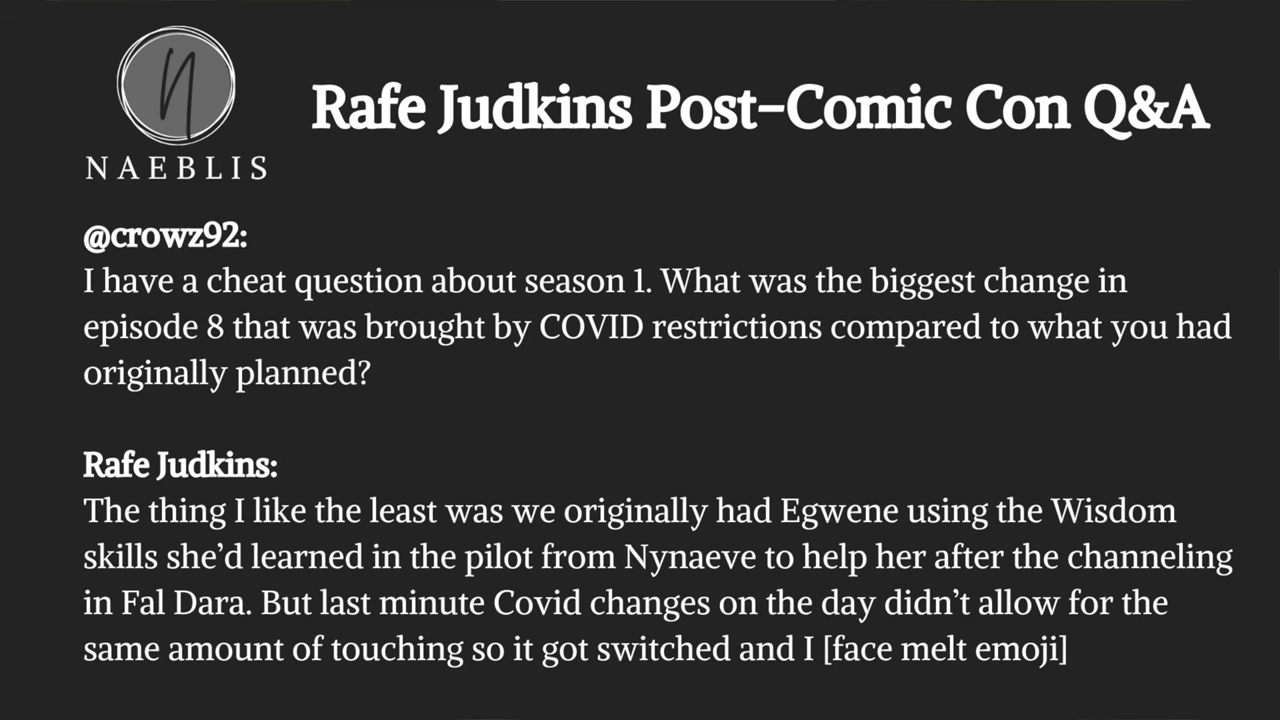 n
NAEBLIS
Rafe Judkins Post-Comic Con Q&A
@crowz92:
I have a cheat question about season 1. What was the biggest change in
episode 8 that was brought by COVID restrictions compared to what you had
originally planned?
Rafe Judkins:
The thing I like the least was we originally had Egwene using the Wisdom
skills she’d learned in the pilot from Nynaeve to help her after the channeling
in Fal Dara. But last minute Covid changes on the day didn’t allow for the
same amount of touching so it got switched and I [face melt emoji]